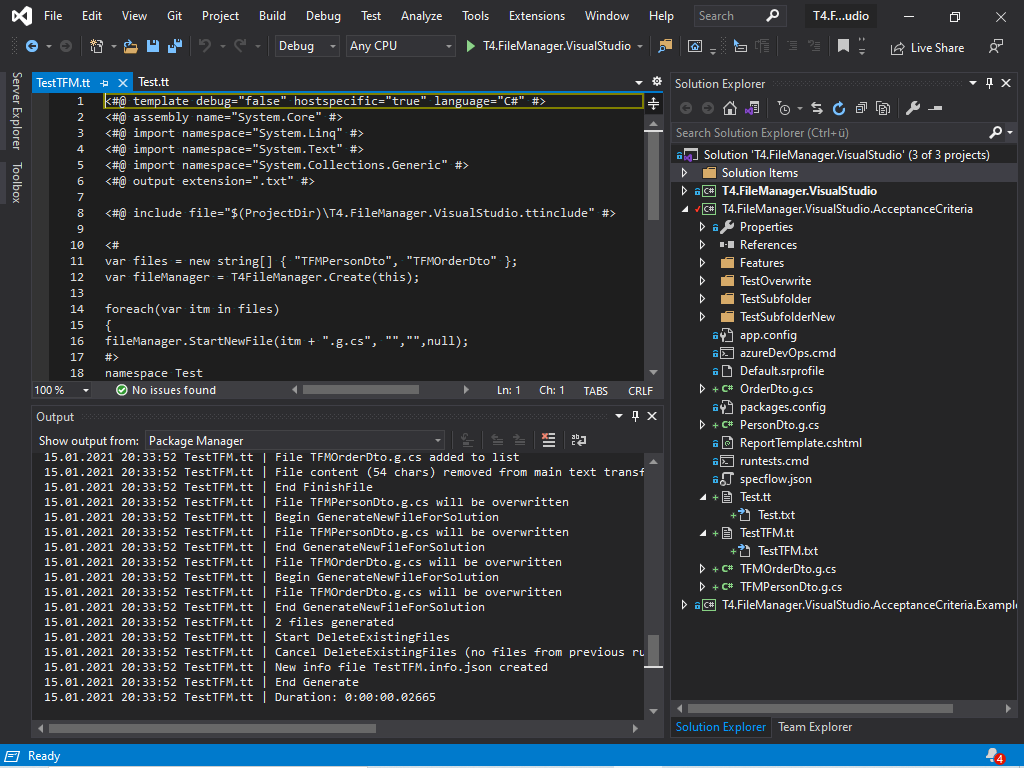 File Edit View Git Project Build Debug Test Analyze Tools Extensions Window Help Search T4.F...udio
Debug Any CPU T4.FileManager.VisualStudio Live Share
Server Explorer
Toolbox
TestTFM.tt Test.tt
1 <#@ template debug="false" hostspecific="true" language="C#" #>
2 <#@ assembly name="System.Core" #>
3 <#@ import namespace="System.Linq" #>
4 <#@ import namespace="System.Text" #>
5 <#@ import namespace="System.Collections.Generic" #>
6 <#@ output extension=".txt" #>
7
8 <#@ include file="$(ProjectDir)\T4.FileManager.VisualStudio.ttinclude" #>
9
10 <#
11 var files = new string[] { "TFMPersonDto", "TFMOrderDto" };
12 var fileManager = T4FileManager.Create(this);
13
14 foreach(var itm in files)
15 {
16 fileManager.StartNewFile(itm + ".g.cs", "","",null);
17 #>
18 namespace Test
100 % No issues found Ln: 1 Ch: 1 TABS CRLF
Output
Show output from: Package Manager
15.01.2021 20:33:52 TestTFM.tt | File TFMOrderDto.g.cs added to list
15.01.2021 20:33:52 TestTFM.tt | File content (54 chars) removed from main text transf
15.01.2021 20:33:52 TestTFM.tt | End FinishFile
15.01.2021 20:33:52 TestTFM.tt | File TFMPersonDto.g.cs will be overwritten
15.01.2021 20:33:52 TestTFM.tt | Begin GenerateNewFileForSolution
15.01.2021 20:33:52 TestTFM.tt | File TFMPersonDto.g.cs will be overwritten
15.01.2021 20:33:52 TestTFM.tt | End GenerateNewFileForSolution
15.01.2021 20:33:52 TestTFM.tt | File TFMOrderDto.g.cs will be overwritten
15.01.2021 20:33:52 TestTFM.tt | Begin GenerateNewFileForSolution
15.01.2021 20:33:52 TestTFM.tt | File TFMOrderDto.g.cs will be overwritten
15.01.2021 20:33:52 TestTFM.tt | End GenerateNewFileForSolution
15.01.2021 20:33:52 TestTFM.tt | 2 files generated
15.01.2021 20:33:52 TestTFM.tt | Start DeleteExistingFiles
15.01.2021 20:33:52 TestTFM.tt | Cancel DeleteExistingFiles (no files from previous ru
15.01.2021 20:33:52 TestTFM.tt | New info file TestTFM.info.json created
15.01.2021 20:33:52 TestTFM.tt | End Generate
15.01.2021 20:33:52 TestTFM.tt | Duration: 0:00:00.02665
Solution Explorer
Search Solution Explorer (Ctrl+ü)
Solution 'T4.FileManager.VisualStudio' (3 of 3 projects)
Solution Items
C# T4.FileManager.VisualStudio
C# T4.FileManager.VisualStudio.AcceptanceCriteria
Properties
References
Features
TestOverwrite
TestSubfolder
TestSubfolderNew
app.config
azureDevOps.cmd
Default.srprofile
C# OrderDto.g.cs
packages.config
C# PersonDto.g.cs
ReportTemplate.cshtml
runtests.cmd
specflow.json
Test.tt
Test.txt
TestTFM.tt
TestTFM.txt
C# TFMOrderDto.g.cs
C# TFMPersonDto.g.cs
C# T4.FileManager.VisualStudio.AcceptanceCriteria.Example
Solution Explorer Team Explorer
Ready 4